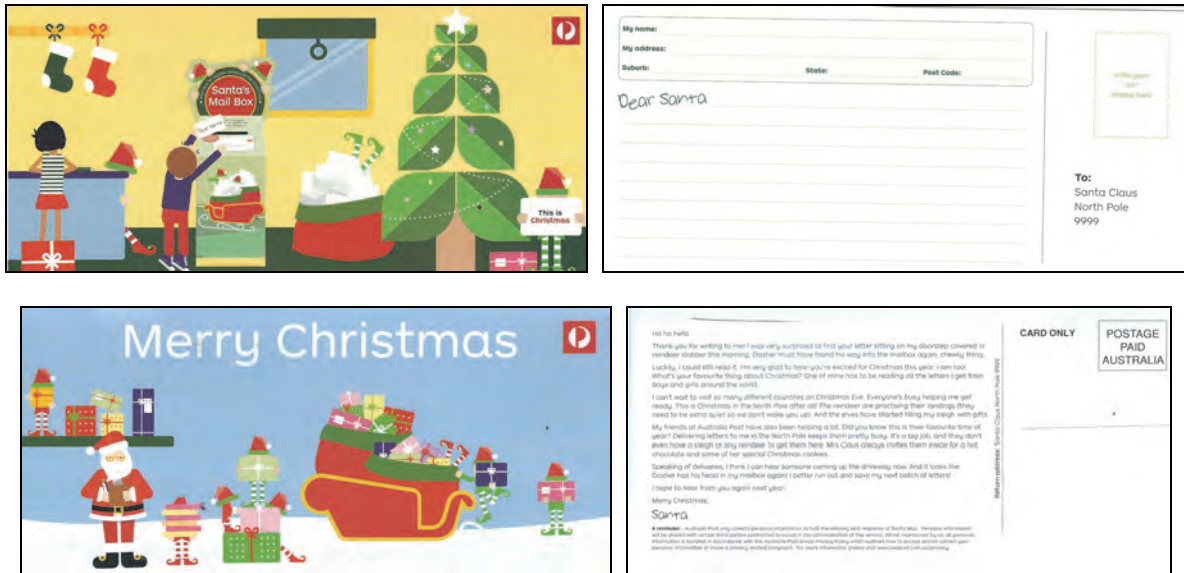 Santa's
Mail Box
Dear Santa
This is
Christmas
My name:
My address:
Suburb: State: Post Code:
Dear Santa
To:
Santa Claus
North Pole
9999
Merry Christmas
Ho ho hello
Thank you for writing to me! I was very surprised to find your letter sitting on my doorstep covered in
reindeer slobber this morning. Dasher must have found his way into the mailbox again, cheeky thing.
Luckily, I could still read it. I'm very glad to hear you're excited for Christmas this year. I am too!
What's your favourite thing about Christmas? One of mine has to be reading all the letters I get from
boys and girls around the world.
I can't wait to visit so many different countries on Christmas Eve. Everyone's busy helping me get
ready. This is Christmas in the North Pole after all! The reindeer are practising their landings (they
need to be extra quiet so we don't wake you up). And the elves have started filling my sleigh with gifts.
My friends at Australia Post have also been helping a lot. Did you know this is their favourite time of
year? Delivering letters to me in the North Pole keeps them pretty busy. It's a big job, and they don't
even have a sleigh or any reindeer to get them here. Mrs Claus always invites them inside for a hot
chocolate and some of her special Christmas cookies.
Speaking of deliveries, I think I can hear someone coming up the driveway now. And it looks like
Dasher has his head in my mailbox again! I better run out and save my next batch of letters!
I hope to hear from you again next year.
Merry Christmas,
Santa
Return address: Santa Claus North Pole 9999
CARD ONLY
POSTAGE
PAID
AUSTRALIA